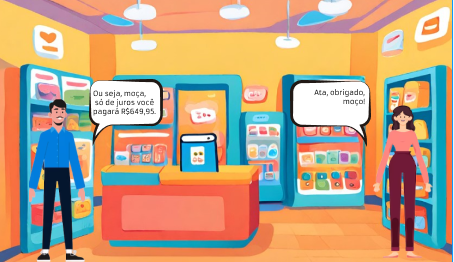 Ou seja, moça,
só de juros você
pagará R$649,95.
Ata, obrigado,
moço!